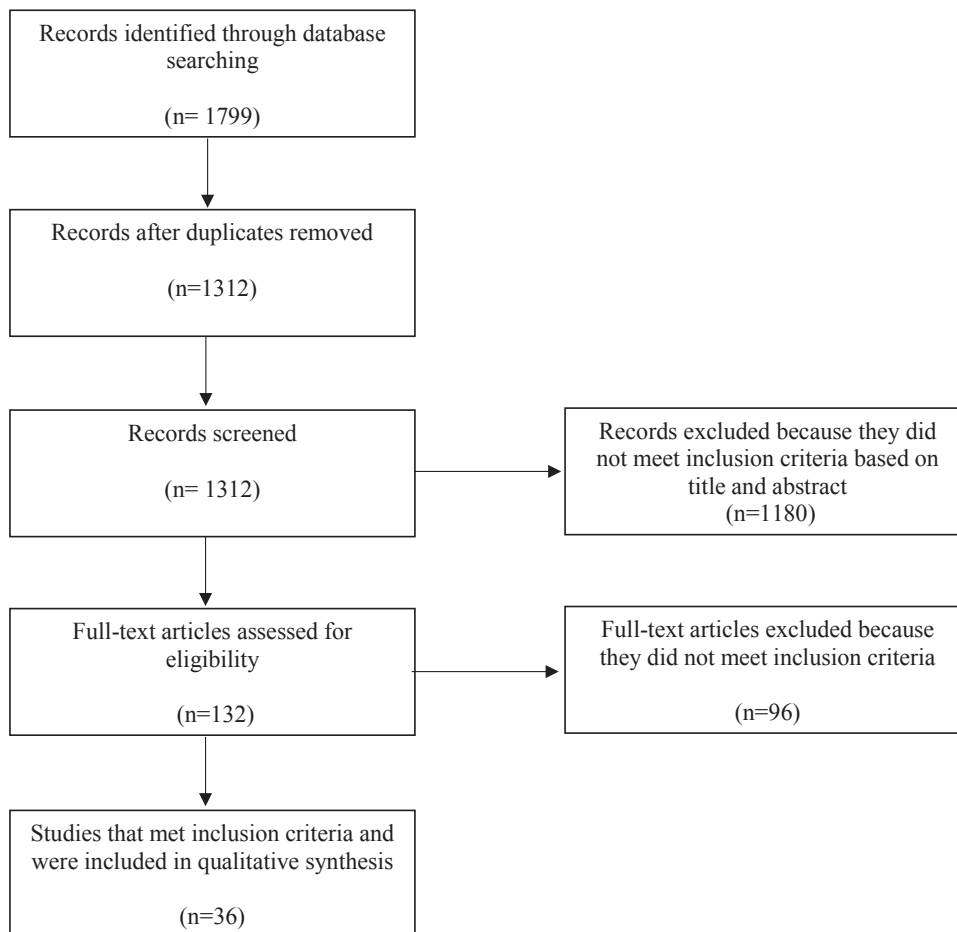 Records identified through database
searching
(n= 1799)
Records after duplicates removed
(n=1312)
Records screened
(n= 1312)
Records excluded because they did
not meet inclusion criteria based on
title and abstract
(n=1180)
Full-text articles assessed for
eligibility
(n=132)
Full-text articles excluded because
they did not meet inclusion criteria
(n=96)
Studies that met inclusion criteria and
were included in qualitative synthesis
(n=36)